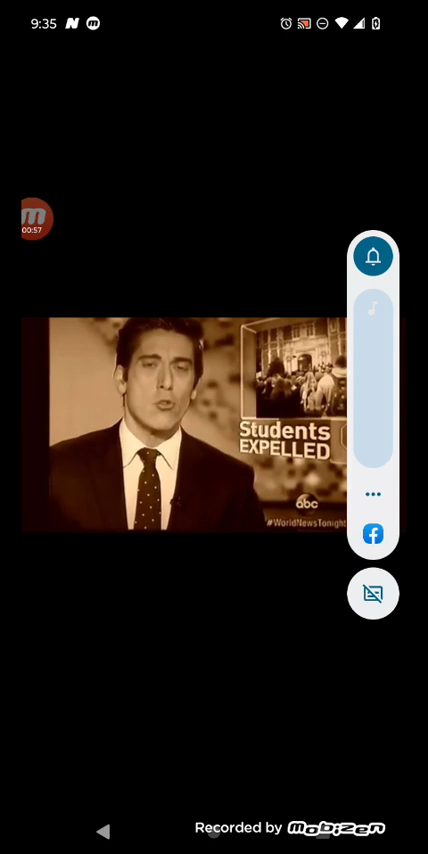 9:35
00:57
Students
EXPELLED
abc
#WorldNewsTonight
Recorded by Mobizen